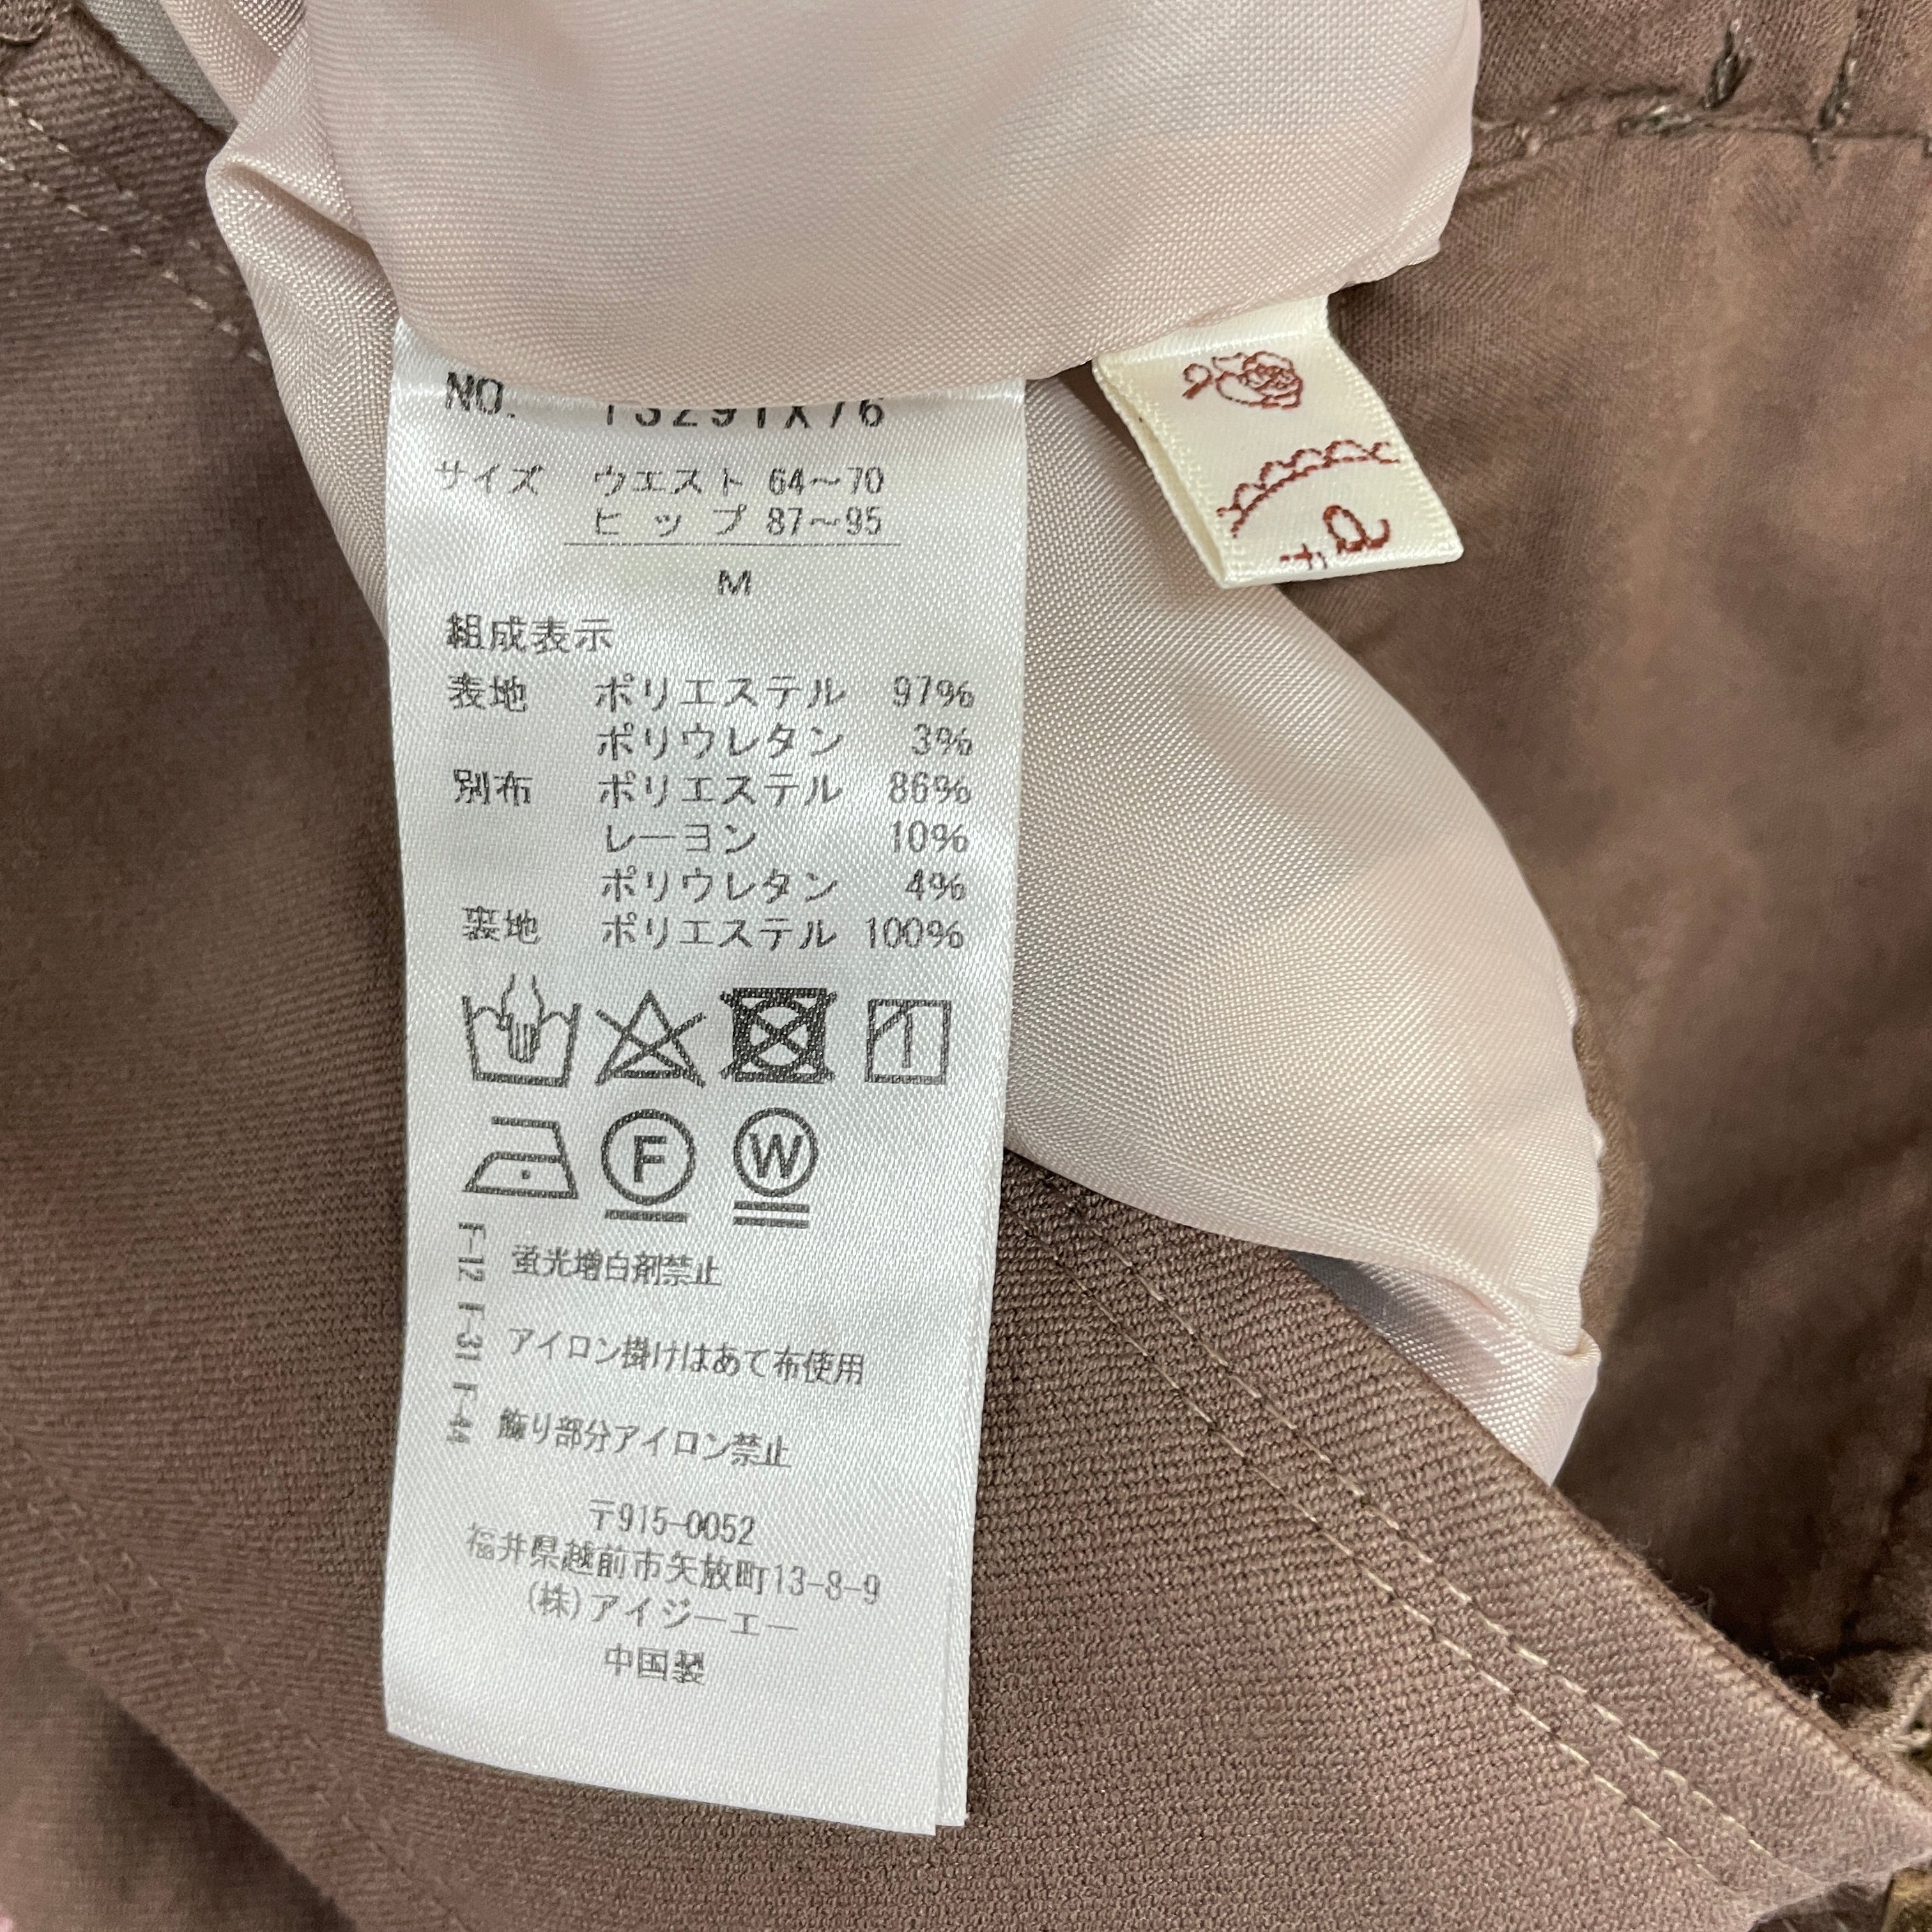 NO. 13291X76
サイズ ウエスト 64〜70
ヒップ 87〜95
M
組成表示
表地 ポリエステル 97%
ポリウレタン 3%
別布 ポリエステル 86%
レーヨン 10%
ポリウレタン 4%
裏地 ポリエステル 100%
F
W
F-12 F-31 F-44
蛍光増白剤禁止
アイロン掛けはあて布使用
飾り部分アイロン禁止
〒915-0052
福井県越前市矢放町13-8-9
(株)アイジーエー
中国製